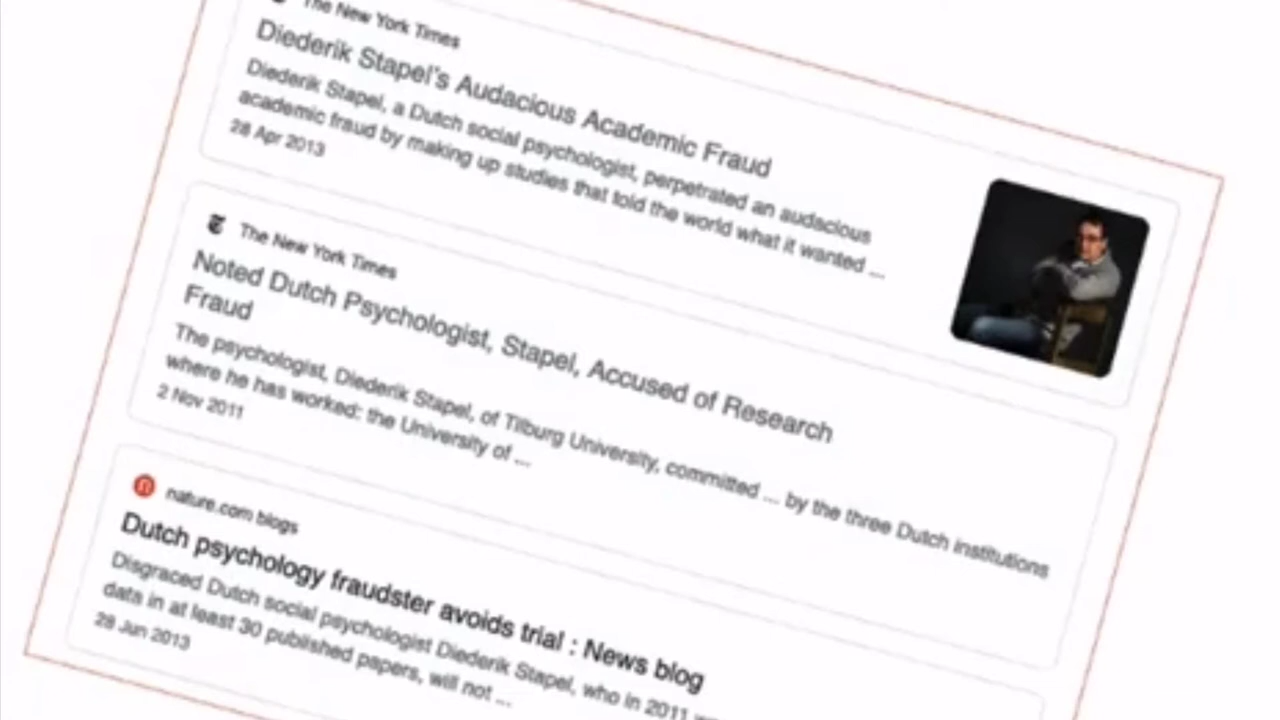 The New York Times
Diederik Stapel's Audacious Academic Fraud
Diederik Stapel, a Dutch social psychologist, perpetrated an audacious
academic fraud by making up studies that told the world what it wanted ...
28 Apr 2013
The New York Times
Noted Dutch Psychologist, Stapel, Accused of Research
Fraud
The psychologist, Diederik Stapel, of Tilburg University, committed ... by the three Dutch institutions
where he has worked: the University of ...
2 Nov 2011
nature.com blogs
Dutch psychology fraudster avoids trial : News blog
Disgraced Dutch social psychologist Diederik Stapel, who in 2011
data in at least 30 published papers, will not ...
28 Jun 2013